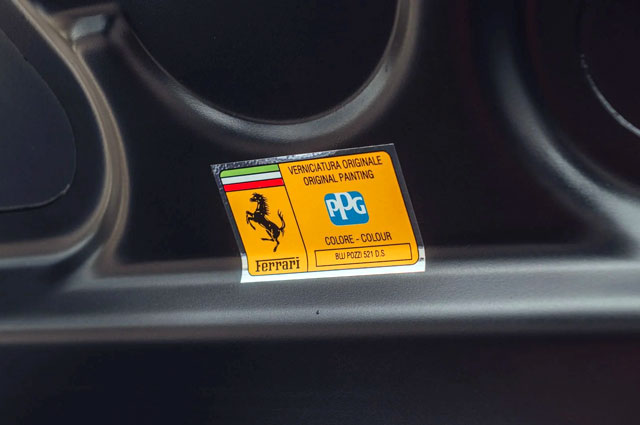 VERNICIATURA ORIGINALE
ORIGINAL PAINTING
PPG
COLORE - COLOUR
BLU POZZI 521 D.S
Ferrari